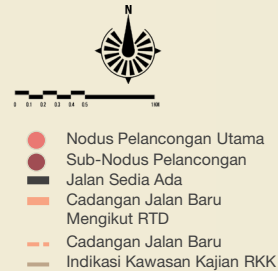 N
0 0.1 0.2 0.3 0.4 0.5 1KM
Nodus Pelancongan Utama
Sub-Nodus Pelancongan
Jalan Sedia Ada
Cadangan Jalan Baru
Mengikut RTD
Cadangan Jalan Baru
Indikasi Kawasan Kajian RKK